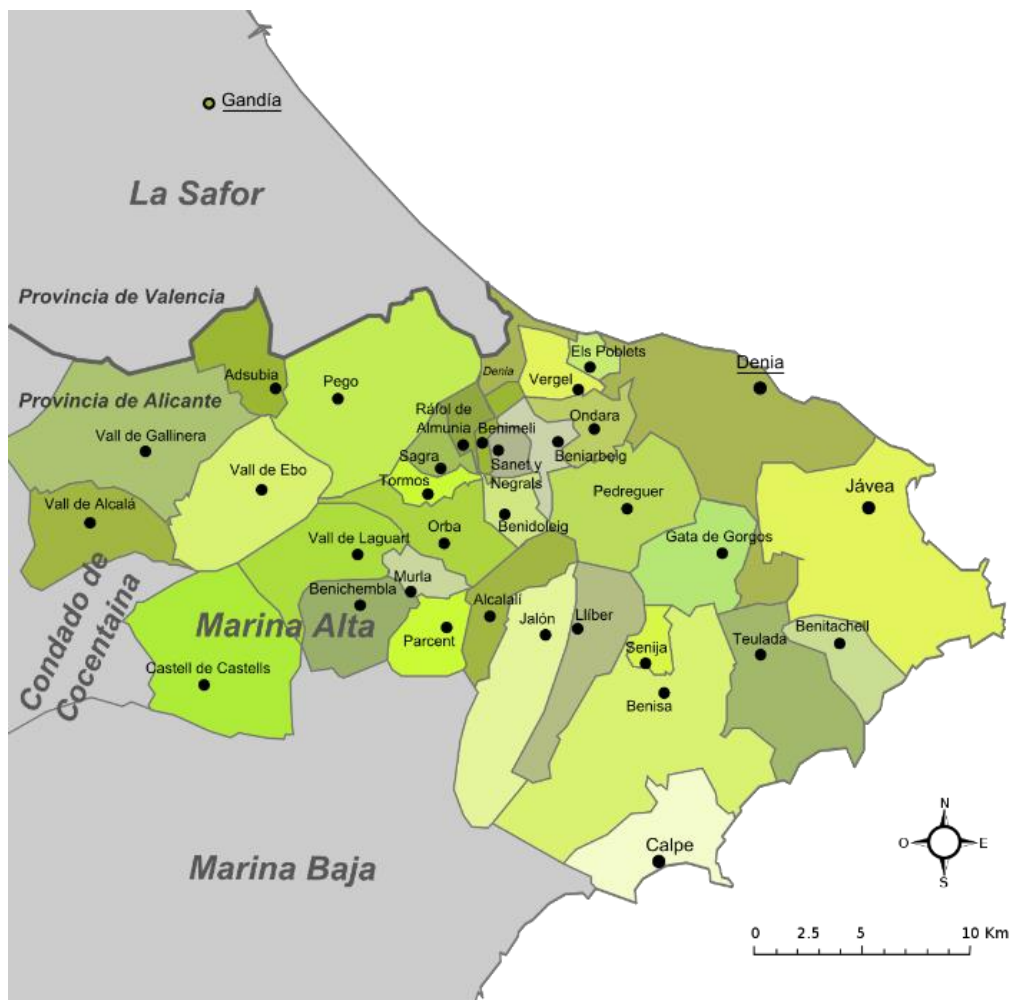 Gandía
La Safor
Provincia de Valencia
Els Poblets
Denia
Denia
Adsubia
Pego
Vergel
Provincia de Alicante
Ráfol de
Almunia
Ondara
Benimeli
Vall de Gallinera
Sagra
Sanet y
Negrals
Beniarbeig
Vall de Ebo
Tormos
Pedreguer
Jávea
Vall de Alcalá
Orba
Benidoleig
Vall de Laguart
Gata de Gorgos
Murla
Benichembla
Alcalalí
Jalón
Llíber
Condado de
Cocentaina
Marina Alta
Parcent
Senija
Teulada
Benitachell
Castell de Castells
Benisa
Calpe
Marina Baja
N
O
E
S
0 2.5 5 10 Km